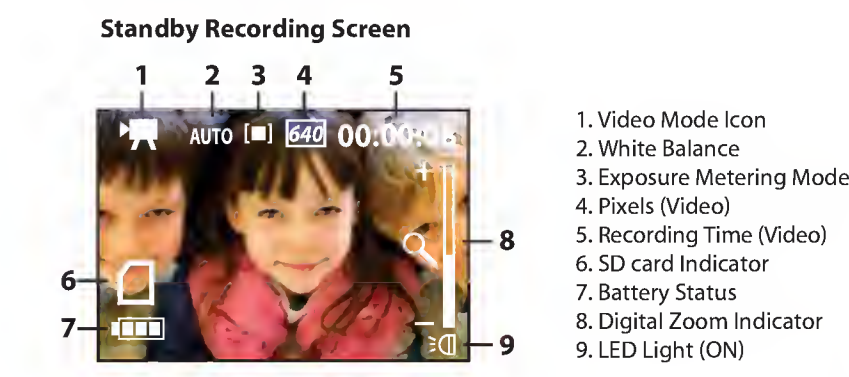 Standby Recording Screen
1 2 3 4 5
AUTO [■] 640 00:00:
+
8
6
7
−
9
1. Video Mode Icon
2. White Balance
3. Exposure Metering Mode
4. Pixels (Video)
5. Recording Time (Video)
6. SD card Indicator
7. Battery Status
8. Digital Zoom Indicator
9. LED Light (ON)